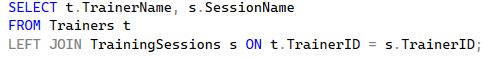 SELECT t.TrainerName, s.SessionName
FROM Trainers t
LEFT JOIN TrainingSessions s ON t.TrainerID = s.TrainerID;